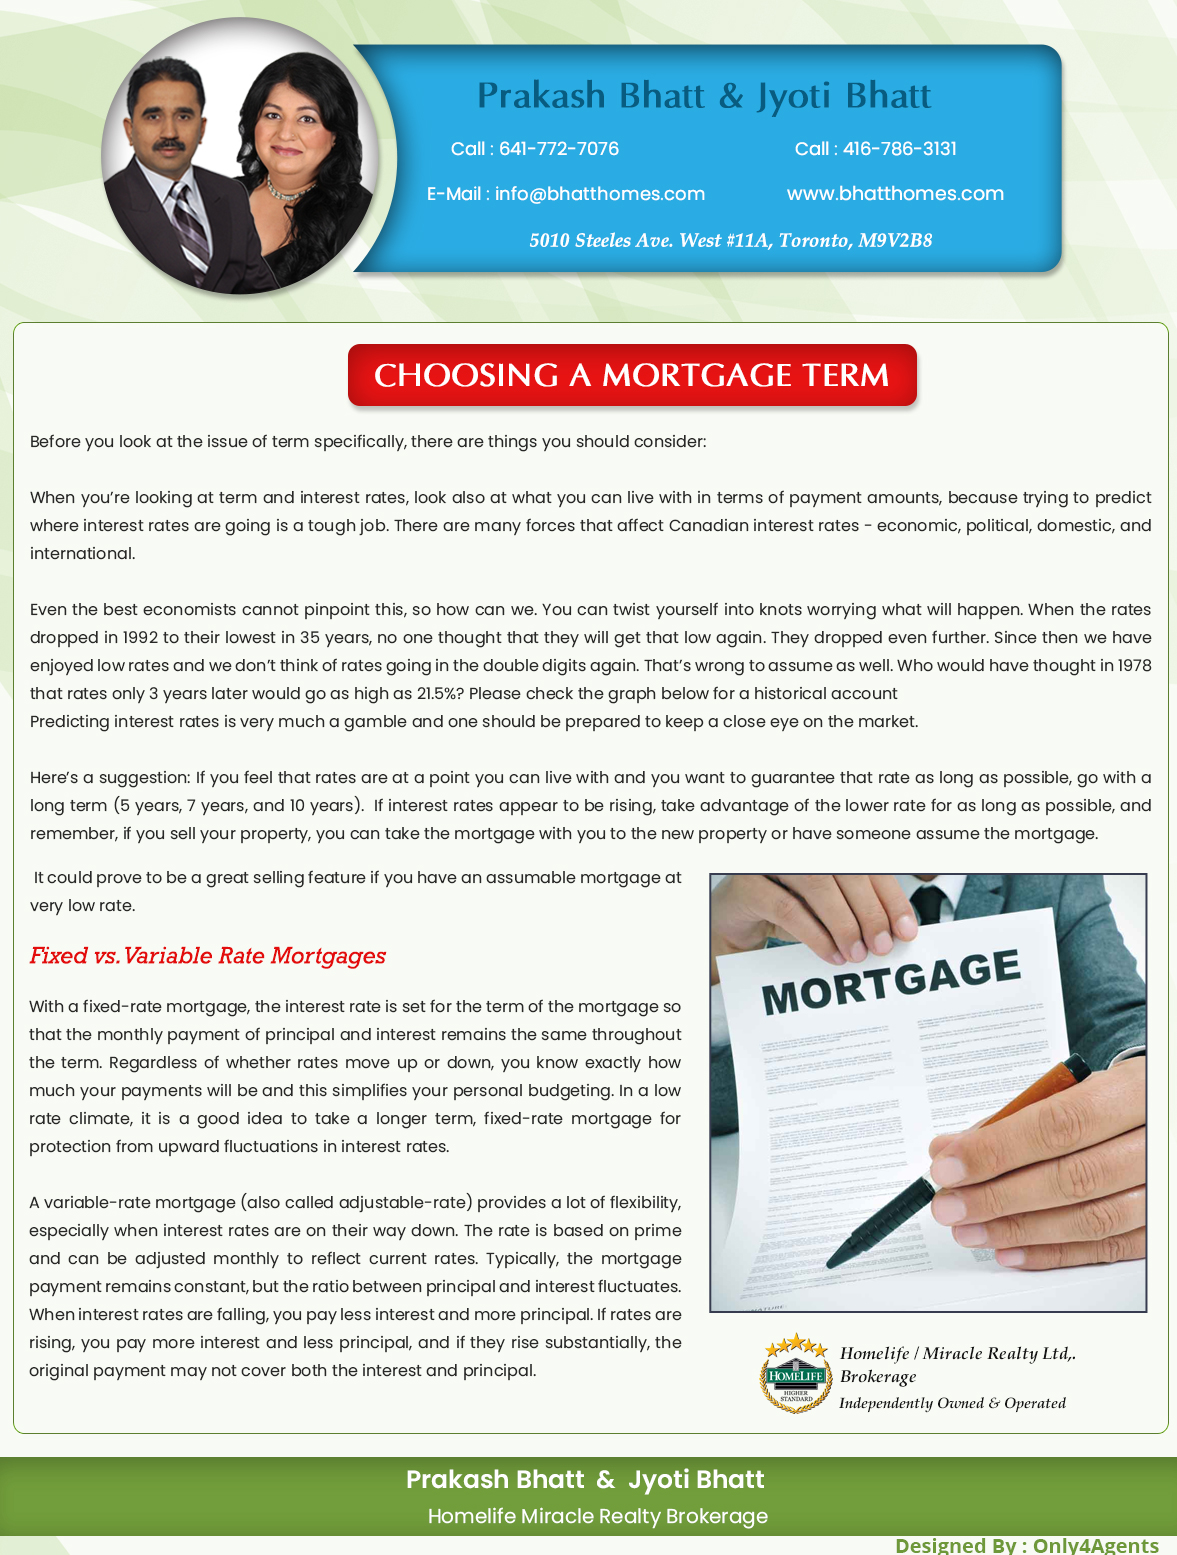 Prakash Bhatt & Jyoti Bhatt
Call : 641-772-7076
Call : 416-786-3131
E-Mail : info@bhatthomes.com
www.bhatthomes.com
5010 Steeles Ave. West #11A, Toronto, M9V2B8
CHOOSING A MORTGAGE TERM
Before you look at the issue of term specifically, there are things you should consider:
When you’re looking at term and interest rates, look also at what you can live with in terms of payment amounts, because trying to predict
where interest rates are going is a tough job. There are many forces that affect Canadian interest rates - economic, political, domestic, and
international.
Even the best economists cannot pinpoint this, so how can we. You can twist yourself into knots worrying what will happen. When the rates
dropped in 1992 to their lowest in 35 years, no one thought that they will get that low again. They dropped even further. Since then we have
enjoyed low rates and we don’t think of rates going in the double digits again. That’s wrong to assume as well. Who would have thought in 1978
that rates only 3 years later would go as high as 21.5%? Please check the graph below for a historical account
Predicting interest rates is very much a gamble and one should be prepared to keep a close eye on the market.
Here’s a suggestion: If you feel that rates are at a point you can live with and you want to guarantee that rate as long as possible, go with a
long term (5 years, 7 years, and 10 years). If interest rates appear to be rising, take advantage of the lower rate for as long as possible, and
remember, if you sell your property, you can take the mortgage with you to the new property or have someone assume the mortgage.
It could prove to be a great selling feature if you have an assumable mortgage at
very low rate.
Fixed vs. Variable Rate Mortgages
With a fixed-rate mortgage, the interest rate is set for the term of the mortgage so
that the monthly payment of principal and interest remains the same throughout
the term. Regardless of whether rates move up or down, you know exactly how
much your payments will be and this simplifies your personal budgeting. In a low
rate climate, it is a good idea to take a longer term, fixed-rate mortgage for
protection from upward fluctuations in interest rates.
A variable-rate mortgage (also called adjustable-rate) provides a lot of flexibility,
especially when interest rates are on their way down. The rate is based on prime
and can be adjusted monthly to reflect current rates. Typically, the mortgage
payment remains constant, but the ratio between principal and interest fluctuates.
When interest rates are falling, you pay less interest and more principal. If rates are
rising, you pay more interest and less principal, and if they rise substantially, the
original payment may not cover both the interest and principal.
MORTGAGE
HOMELIFE
HIGHER
STANDARD
Homelife / Miracle Realty Ltd,.
Brokerage
Independently Owned & Operated
Prakash Bhatt & Jyoti Bhatt
Homelife Miracle Realty Brokerage
Designed By : Only4Agents